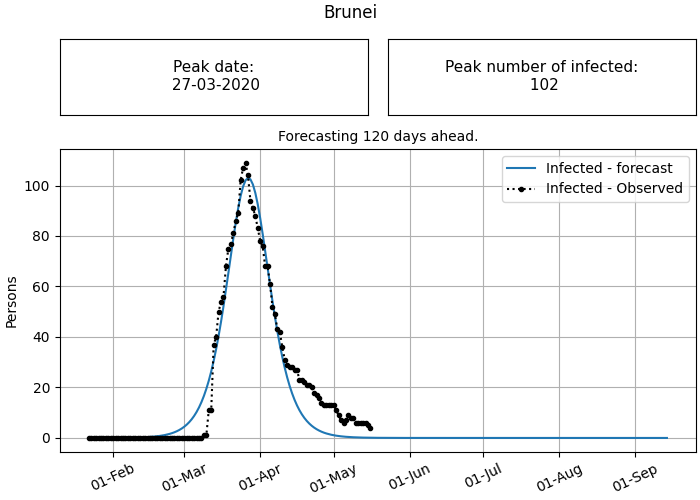 Brunei
Peak date:
27-03-2020
Peak number of infected:
102
Forecasting 120 days ahead.
Infected - forecast
Infected - Observed
Persons
100
80
60
40
20
0
01-Feb
01-Mar
01-Apr
01-May
01-Jun
01-Jul
01-Aug
01-Sep